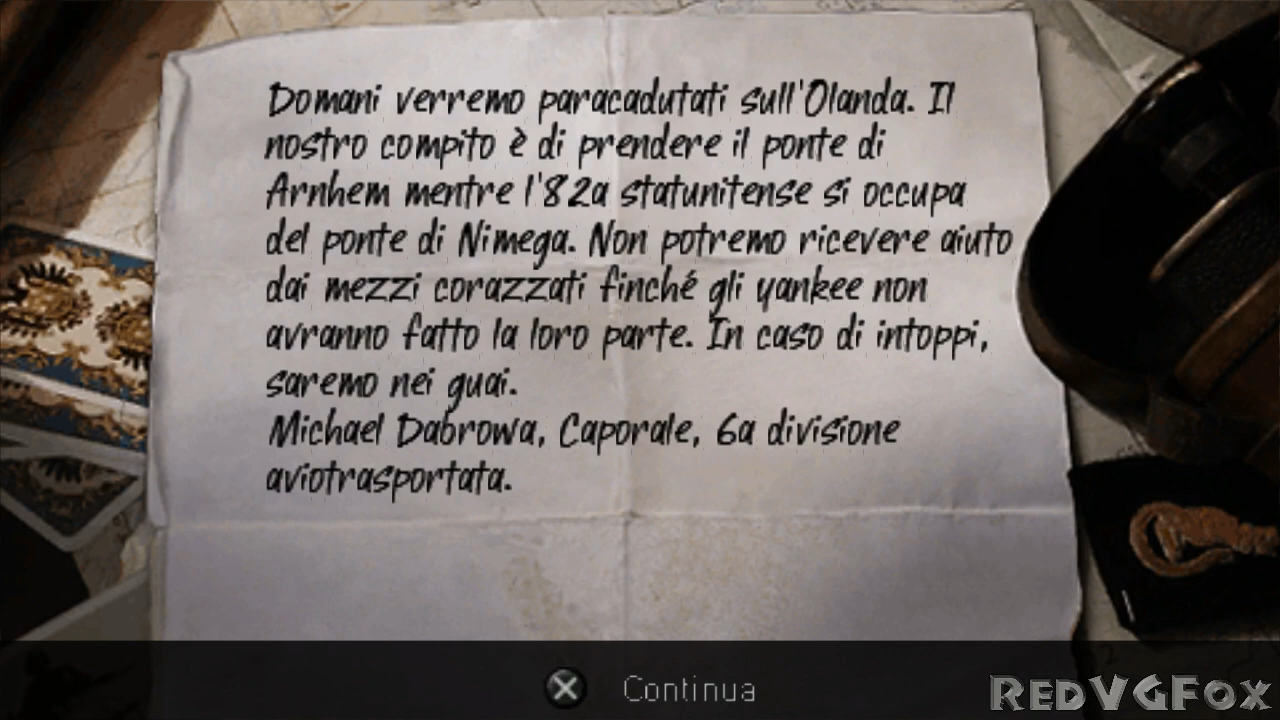 Domani verremo paracadutati sull'Olanda. Il
nostro compito è di prendere il ponte di
Arnhem mentre l'82a statunitense si occupa
del ponte di Nimega. Non potremo ricevere aiuto
dai mezzi corazzati finché gli yankee non
avranno fatto la loro parte. In caso di intoppi,
saremo nei guai.
Michael Dabrowa, Caporale, 6a divisione
aviotrasportata.
Continua
RedVGFox